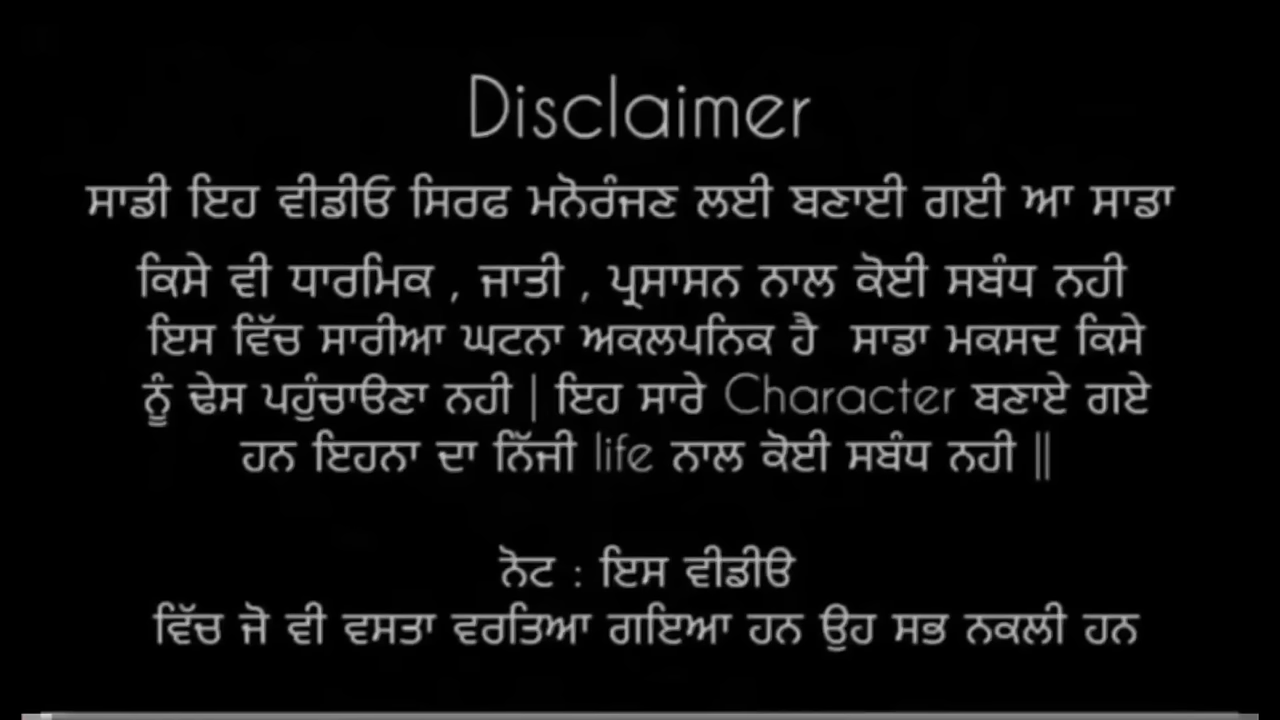 Disclaimer
ਸਾਡੀ ਇਹ ਵੀਡੀਓ ਸਿਰਫ ਮਨੋਰੰਜਣ ਲਈ ਬਣਾਈ ਗਈ ਆ ਸਾਡਾ
ਕਿਸੇ ਵੀ ਧਾਰਮਿਕ , ਜਾਤੀ , ਪ੍ਰਸਾਸਨ ਨਾਲ ਕੋਈ ਸਬੰਧ ਨਹੀ
ਇਸ ਵਿੱਚ ਸਾਰੀਆ ਘਟਨਾ ਅਕਲਪਨਿਕ ਹੈ ਸਾਡਾ ਮਕਸਦ ਕਿਸੇ
ਨੂੰ ਢੇਸ ਪਹੁੰਚਾੳਣਾ ਨਹੀ | ਇਹ ਸਾਰੇ Character ਬਣਾਏ ਗਏ
ਹਨ ਇਹਨਾ ਦਾ ਨਿੱਜੀ life ਨਾਲ ਕੋਈ ਸਬੰਧ ਨਹੀ ||
ਨੋਟ : ਇਸ ਵੀਡੀੳ
ਵਿੱਚ ਜੋ ਵੀ ਵਸਤਾ ਵਰਤਿਆ ਗਇਆ ਹਨ ਉਹ ਸਭ ਨਕਲੀ ਹਨ